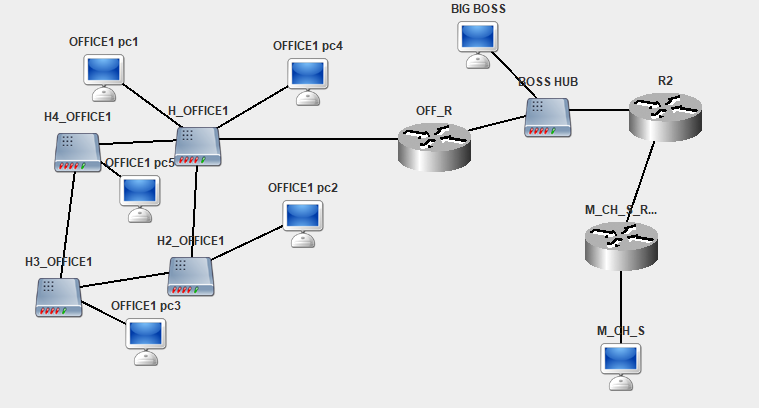 BIG BOSS
OFFICE1 pc1
OFFICE1 pc4
BOSS HUB
R2
H4_OFFICE1
H_OFFICE1
OFF_R
OFFICE1 pc5
OFFICE1 pc2
M_CH_S_R...
H2_OFFICE1
H3_OFFICE1
OFFICE1 pc3
M_CH_S